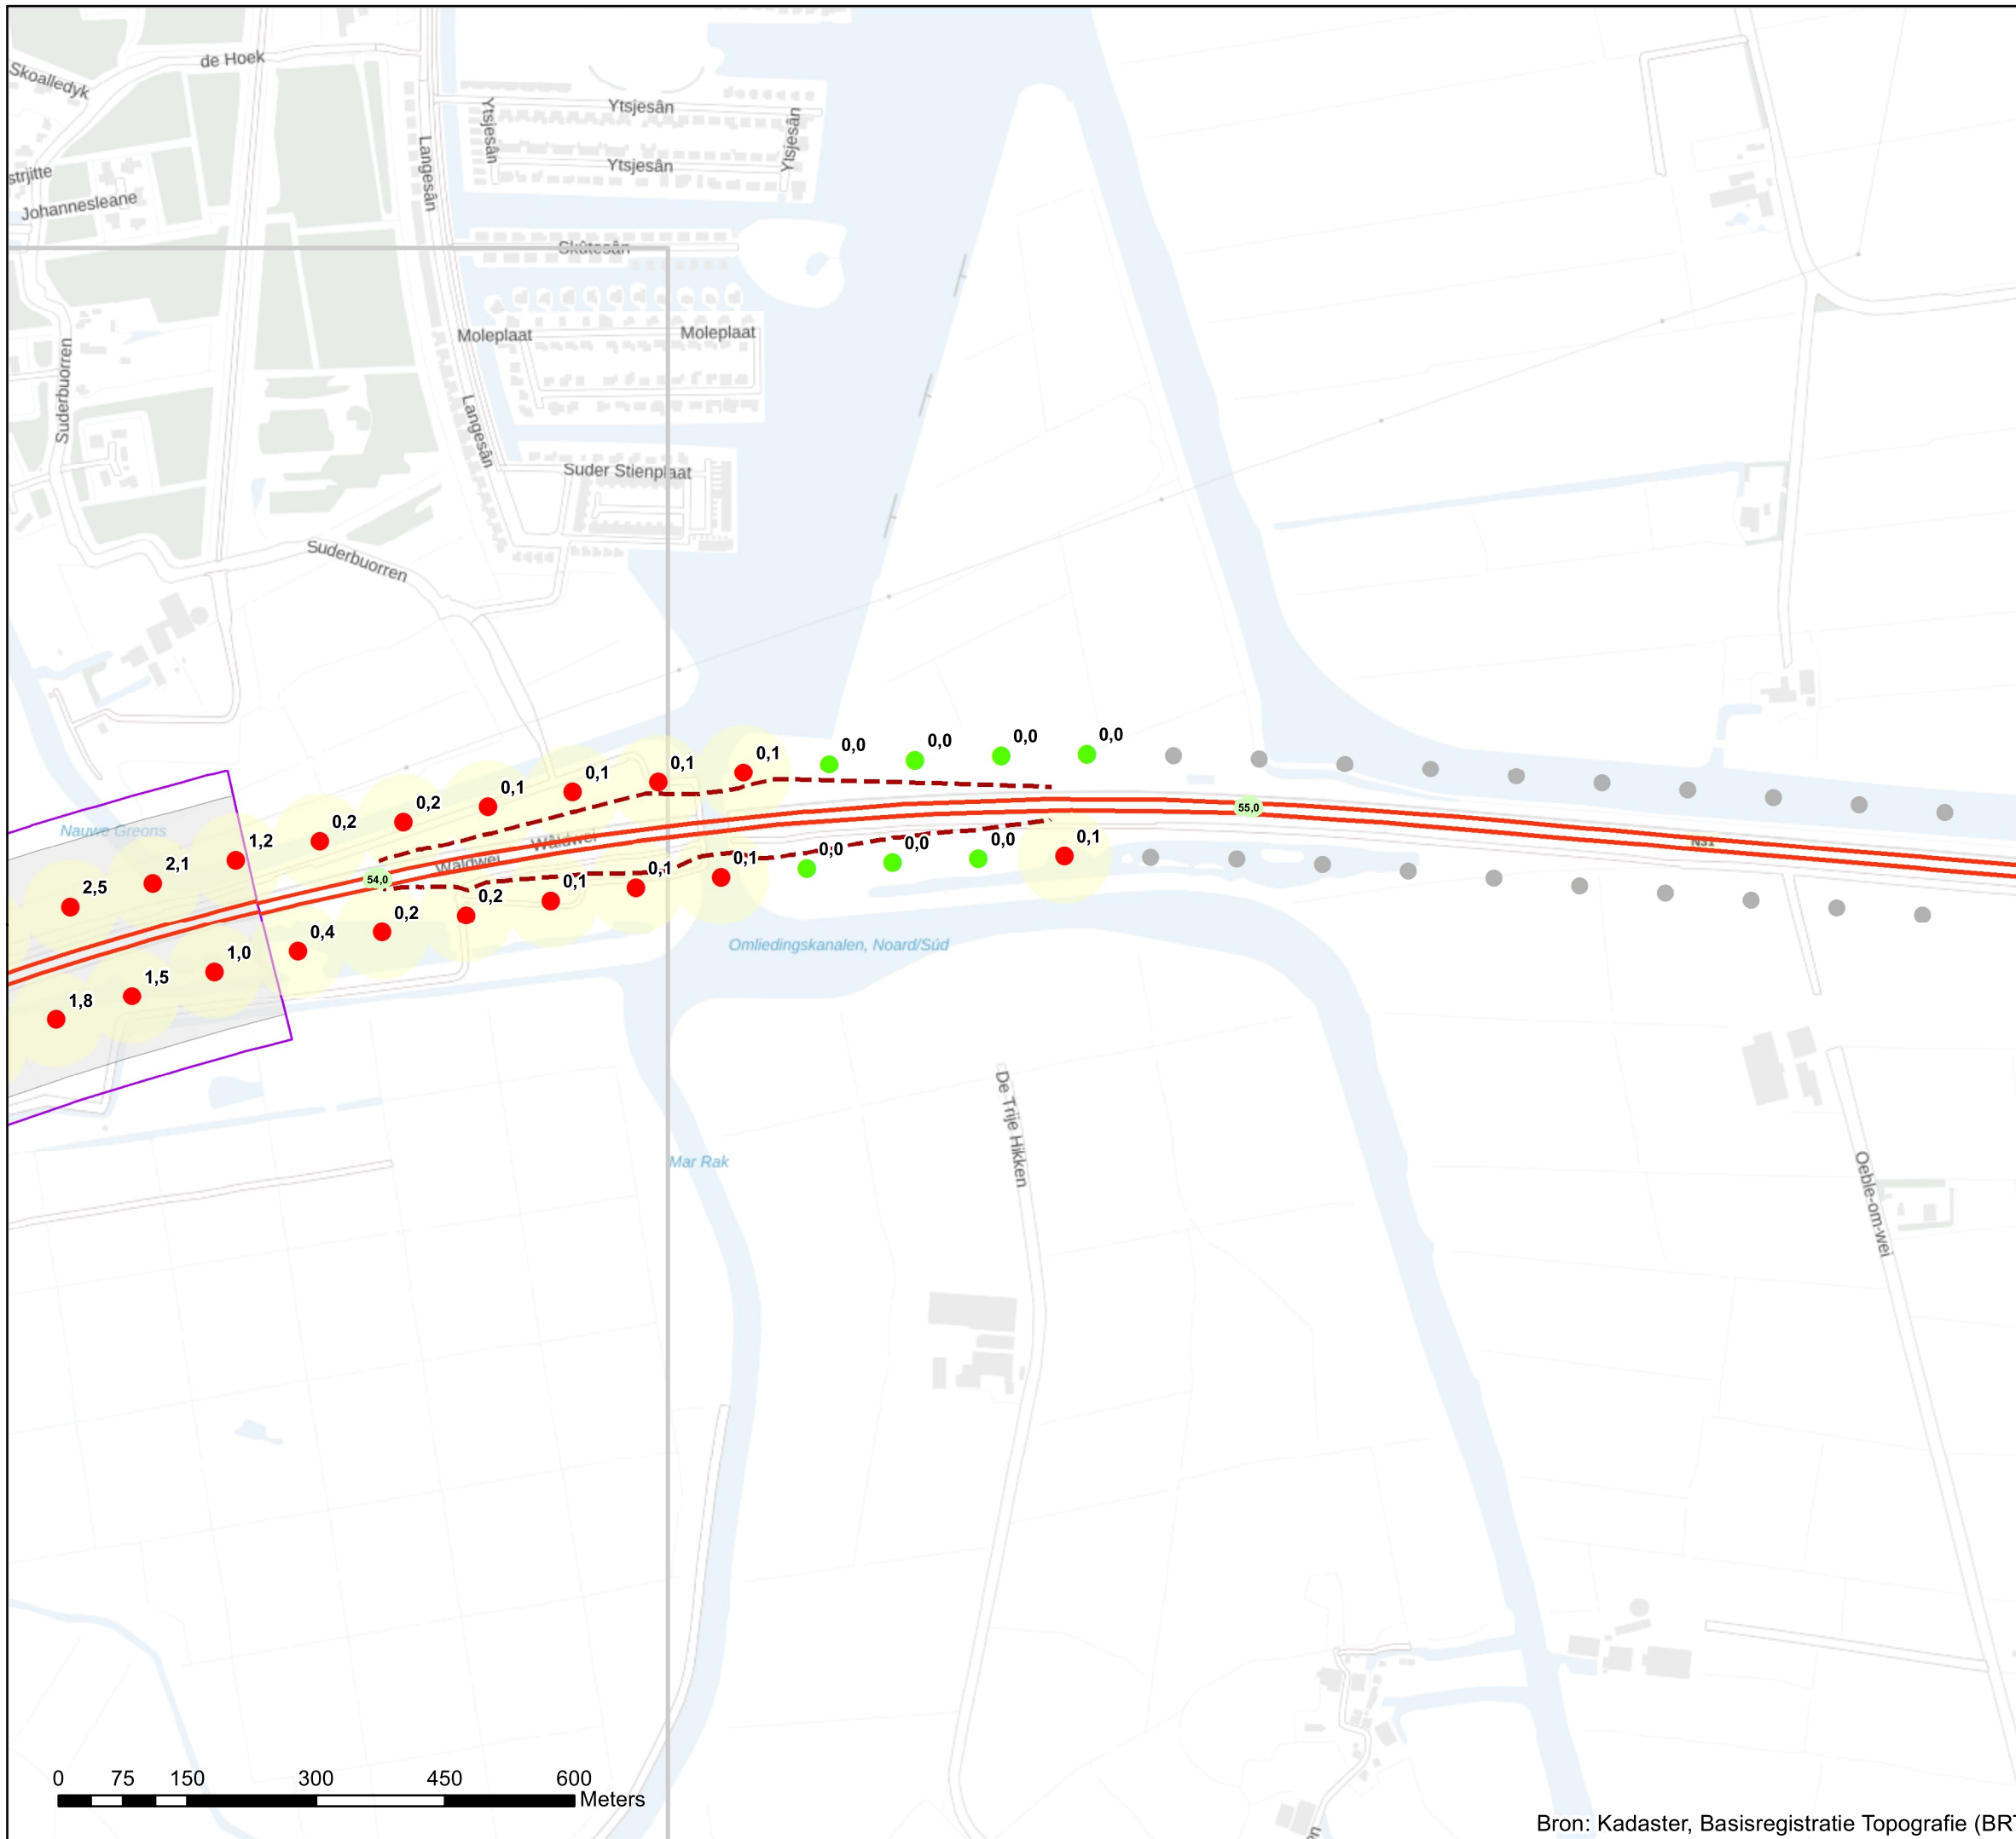 de Hoek
Skoalledyk
Ytsjesân
Ytsjesân
Ytsjesân
Langesân
Ytsjesân
strjitte
Johannesleane
Skûtesân
Moleplaat
Moleplaat
Suderbuorren
Langesân
Suder Stienplaat
Suderbuorren
0,0
0,0
0,0
0,0
0,1
0,1
0,1
0,1
0,2
0,2
1,2
2,1
2,5
Nauwe Greons
55,0
N31
Wâldwei
Wâldwei
54,0
0,0
0,0
0,0
0,1
0,1
0,1
0,1
0,2
0,2
0,4
1,0
1,5
1,8
Omliedingskanalen, Noard/Súd
De Trije Hikken
Mar Rak
Oeble-om-wei
0 75 150 300 450 600
Meters
en
Bron: Kadaster, Basisregistratie Topografie (BRT